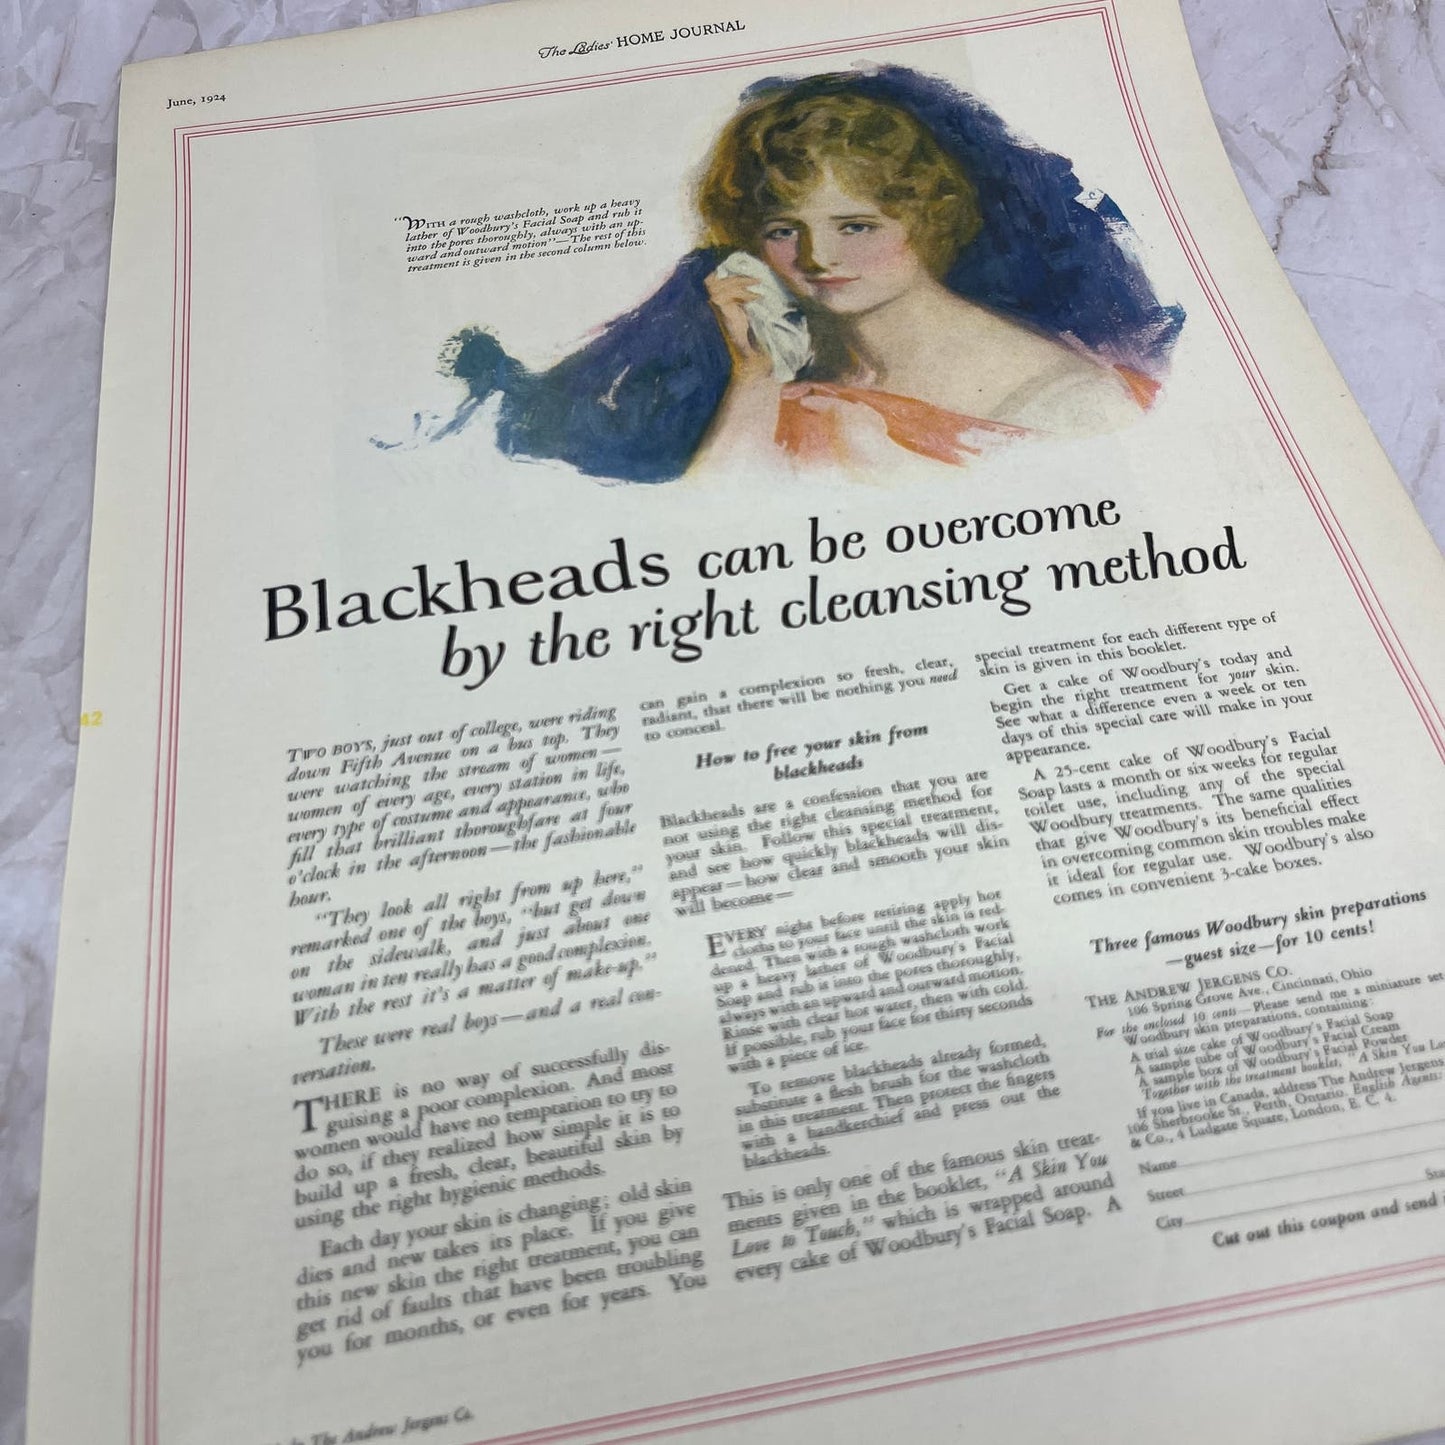 The Ladies' HOME JOURNAL
June, 1924
"WITH a rough washcloth, work up a heavy
lather of Woodbury's Facial Soap and rub it
into the pores thoroughly, always with an up-
ward and outward motion"—The rest of this
treatment is given in the second column below.
Blackheads can be overcome
by the right cleansing method
TWO BOYS, just out of college, were riding
down Fifth Avenue on a bus top. They
were watching the stream of women—
women of every age, every station in life,
every type of costume and appearance, who
fill that brilliant thoroughfare at four
o'clock in the afternoon—the fashionable
hour.
"They look all right from up here,"
remarked one of the boys, "but get down
on the sidewalk, and just about one
woman in ten really has a good complexion.
With the rest it's a matter of make-up."
These were real boys—and a real con-
versation.
THERE is no way of successfully dis-
guising a poor complexion. And most
women would have no temptation to try to
do so, if they realized how simple it is to
build up a fresh, clear, beautiful skin by
using the right hygienic methods.
Each day your skin is changing; old skin
dies and new takes its place. If you give
this new skin the right treatment, you can
get rid of faults that have been troubling
you for months, or even for years. You
can gain a complexion so fresh, clear,
radiant, that there will be nothing you need
to conceal.
How to free your skin from
blackheads
Blackheads are a confession that you are
not using the right cleansing method for
your skin. Follow this special treatment,
and see how quickly blackheads will dis-
appear—how clear and smooth your skin
will become—
EVERY night before retiring apply hot
cloths to your face until the skin is red-
dened. Then with a rough washcloth work
up a heavy lather of Woodbury's Facial
Soap and rub it into the pores thoroughly,
always with an upward and outward motion.
Rinse with clear hot water, then with cold.
If possible, rub your face for thirty seconds
with a piece of ice.
To remove blackheads already formed,
substitute a flesh brush for the washcloth
in this treatment. Then protect the fingers
with a handkerchief and press out the
blackheads.
This is only one of the famous skin treat-
ments given in the booklet, "A Skin You
Love to Touch," which is wrapped around
every cake of Woodbury's Facial Soap. A
special treatment for each different type of
skin is given in this booklet.
Get a cake of Woodbury's today and
begin the right treatment for your skin.
See what a difference even a week or ten
days of this special care will make in your
appearance.
A 25-cent cake of Woodbury's Facial
Soap lasts a month or six weeks for regular
toilet use, including any of the special
Woodbury treatments. The same qualities
that give Woodbury's its beneficial effect
in overcoming common skin troubles make
it ideal for regular use. Woodbury's also
comes in convenient 3-cake boxes.
Three famous Woodbury skin preparations
—guest size—for 10 cents!
THE ANDREW JERGENS CO.
106 Spring Grove Ave., Cincinnati, Ohio
For the enclosed 10 cents—Please send me a miniature set
Woodbury skin preparations, containing:
A trial size cake of Woodbury's Facial Soap
A sample tube of Woodbury's Facial Cream
A sample box of Woodbury's Facial Powder
Together with the treatment booklet, "A Skin You Lo
If you live in Canada, address The Andrew Jergens
106 Sherbrooke St., Perth, Ontario. English Agents:
& Co., 4 Ludgate Square, London, E. C. 4.
Name
Street
City
Cut out this coupon and send
The Andrew Jergens Co.
42